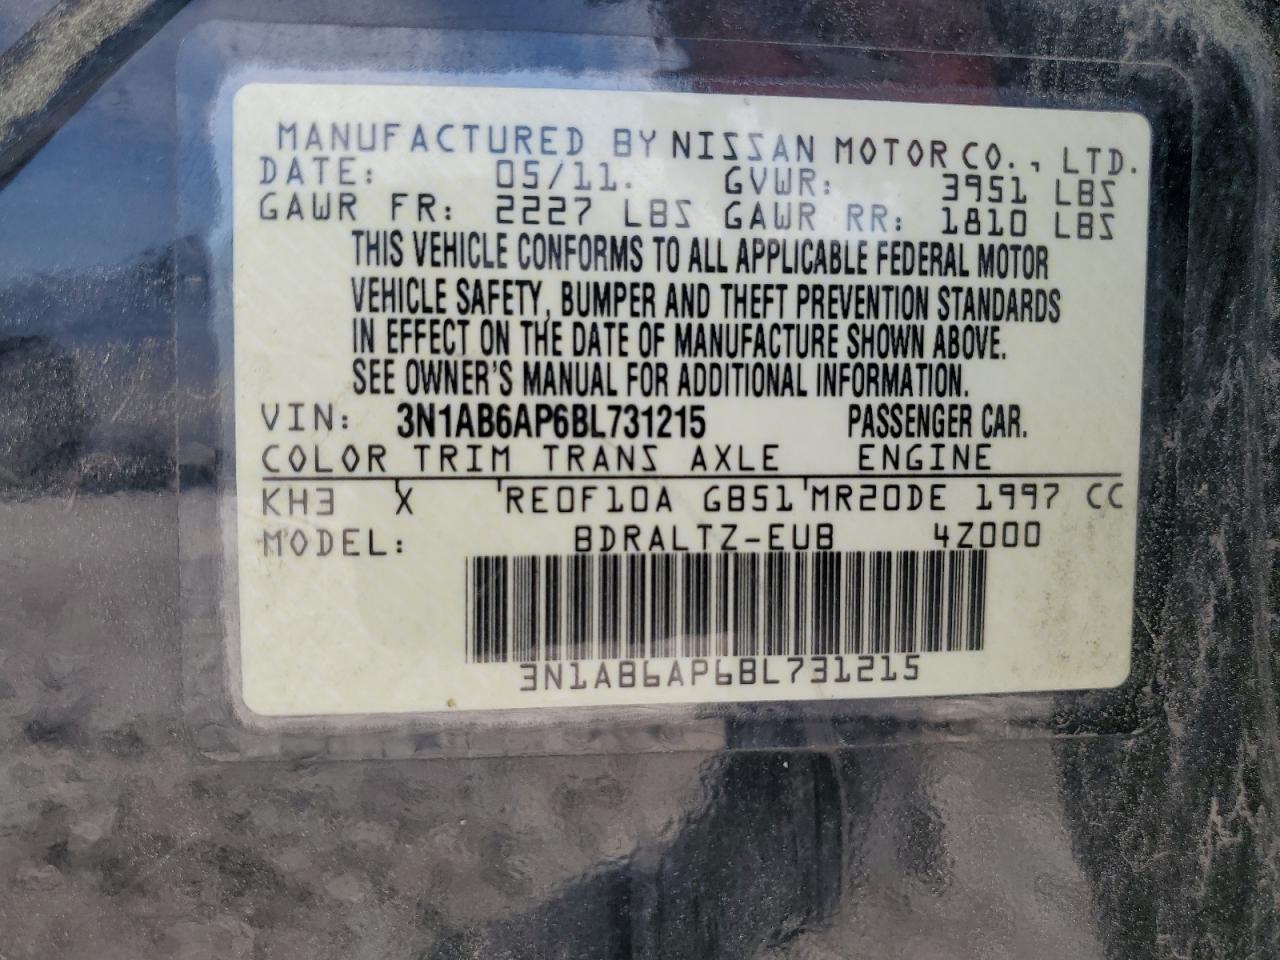 MANUFACTURED BY NISSAN MOTOR CO., LTD.
DATE: 05/11. GVWR: 3951 LBS
GAWR FR: 2227 LBS GAWR RR: 1810 LBS
THIS VEHICLE CONFORMS TO ALL APPLICABLE FEDERAL MOTOR
VEHICLE SAFETY, BUMPER AND THEFT PREVENTION STANDARDS
IN EFFECT ON THE DATE OF MANUFACTURE SHOWN ABOVE.
SEE OWNER'S MANUAL FOR ADDITIONAL INFORMATION.
VIN: 3N1AB6AP6BL731215 PASSENGER CAR.
COLOR TRIM TRANS AXLE ENGINE
KH3 X RE0F10A GB51 MR20DE 1997 CC
MODEL: BDRALTZ-EUB 4Z000
3N1AB6AP6BL731215